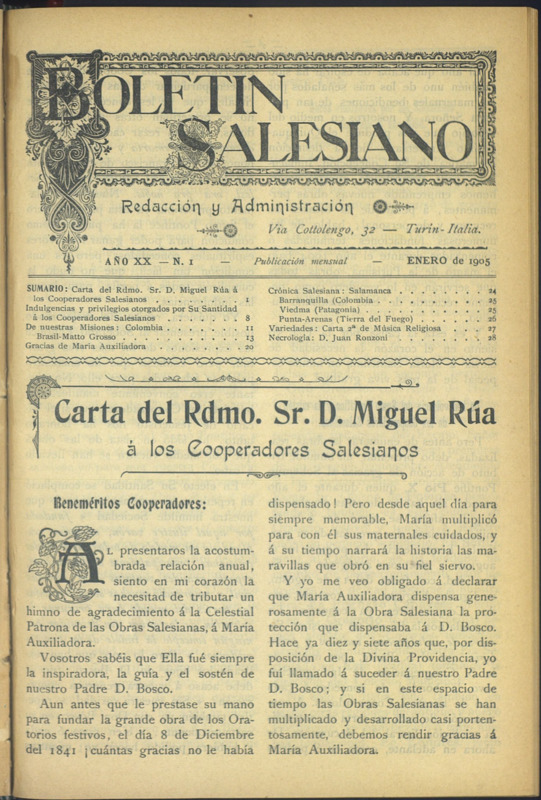 BOLETIN
SALESIANO
Redacción y Administración
Via Cottolengo, 32 — Turin-Italia.
AÑO XX — N. 1 — Publicación mensual — ENERO de 1905
SUMARIO: Carta del Rdmo. Sr. D. Miguel Rúa á
los Cooperadores Salesianos . . . . . . . . 1
Indulgencias y privilegios otorgados por Su Santidad
á los Cooperadores Salesianos . . . . . . . 8
De nuestras Misiones: Colombia . . . . . . . . 11
Brasil-Matto Grosso . . . . . . . . . . . 13
Gracias de Maria Auxiliadora . . . . . . . . . 20
Crónica Salesiana: Salamanca . . . . . . . . 24
Barranquilla (Colombia . . . . . . . . . 25
Viedma (Patagonia) . . . . . . . . . . 25
Punta-Arenas (Tierra del Fuego) . . . . . . 26
Variedades: Carta 2ª de Música Religiosa . . . . 27
Necrologia: D. Juan Ronzoni . . . . . . . . 28
Carta del Rdmo. Sr. D. Miguel Rúa
á los Cooperadores Salesianos
Beneméritos Cooperadores:
AL presentaros la acostum-
brada relación anual,
siento en mi corazón la
necesitad de tributar un
himno de agradecimiento á la Celestial
Patrona de las Obras Salesianas, á Maria
Auxiliadora.
Vosotros sabéis que Ella fué siempre
la inspiradora, la guía y el sostén de
nuestro Padre D. Bosco.
Aun antes que le prestase su mano
para fundar la grande obra de los Ora-
torios festivos, el día 8 de Diciembre
del 1841 ¡cuántas gracias no le había
dispensado! Pero desde aquel día para
siempre memorable, María multiplicó
para con él sus maternales cuidados, y
á su tiempo narrará la historia las ma-
ravillas que obró en su fiel siervo.
Y yo me veo obligado á declarar
que María Auxiliadora dispensa gene-
rosamente á la Obra Salesiana la pro-
tección que dispensaba á D. Bosco.
Hace ya diez y siete años que, por dis-
posición de la Divina Providencia, yo
fuí llamado á suceder á nuestro Padre
D. Bosco; y si en este espacio de
tiempo las Obras Salesianas se han
multiplicado y desarrollado casi porten-
tosamente, debemos rendir gracias á
María Auxiliadora.